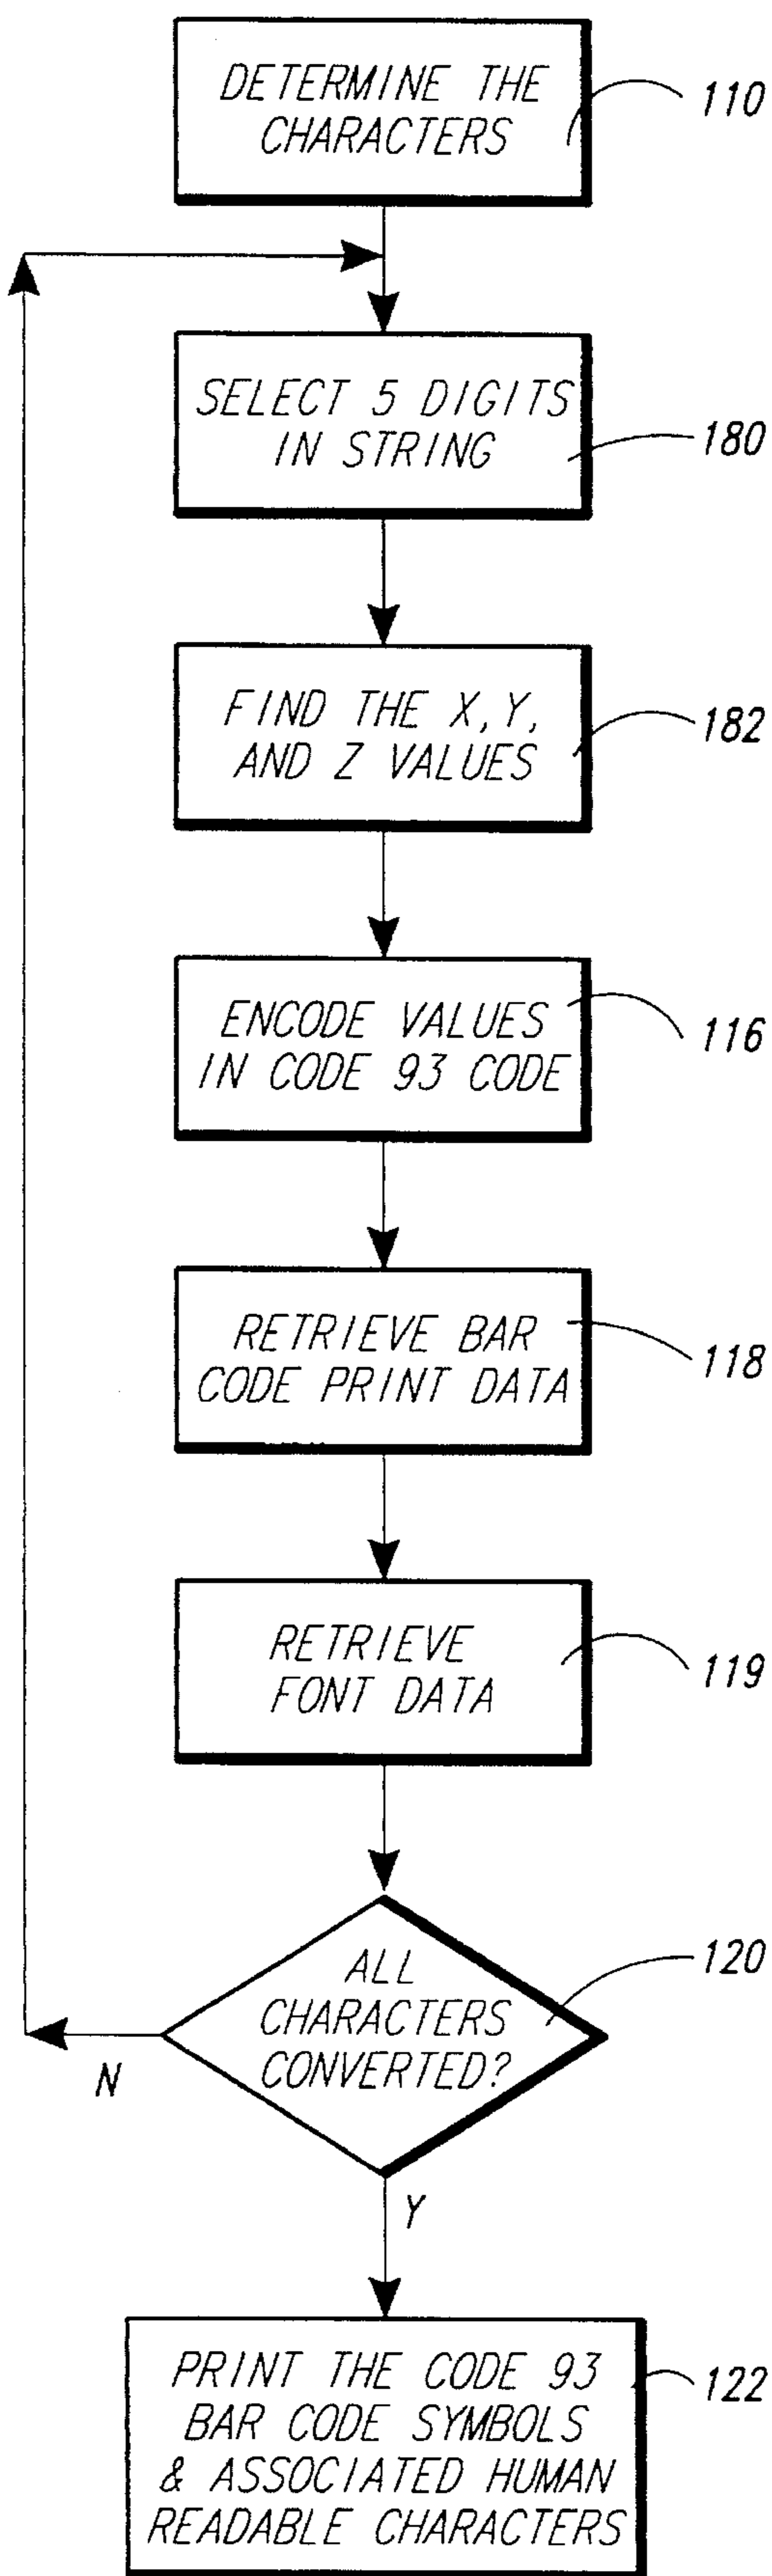 DETERMINE THE
CHARACTERS
110
SELECT 5 DIGITS
IN STRING
180
FIND THE X, Y,
AND Z VALUES
182
ENCODE VALUES
IN CODE 93 CODE
116
RETRIEVE BAR
CODE PRINT DATA
118
RETRIEVE
FONT DATA
119
ALL
CHARACTERS
CONVERTED?
120
N
Y
PRINT THE CODE 93
BAR CODE SYMBOLS
& ASSOCIATED HUMAN
READABLE CHARACTERS
122